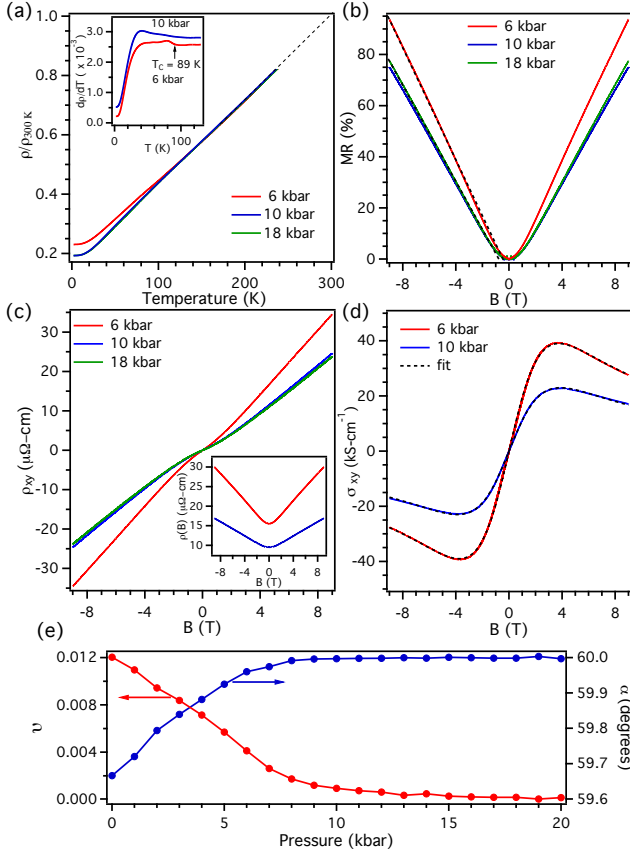 (a)
ρ/ρ300 K
1.0
0.8
0.6
0.4
0.2
0
100
200
300
Temperature (K)
6 kbar
10 kbar
18 kbar
dρ/dT ( x 10⁻³)
3.0
2.0
1.0
0.0
0
100
T (K)
10 kbar
TC = 89 K
6 kbar
(b)
MR (%)
80
60
40
20
0
-8
-4
0
4
8
B (T)
6 kbar
10 kbar
18 kbar
(c)
ρxy (μΩ–cm)
30
20
10
0
-10
-20
-30
-8
-4
0
4
8
B (T)
6 kbar
10 kbar
18 kbar
ρ(B) (μΩ–cm)
30
25
20
15
10
-8
-4
0
4
8
B (T)
(d)
σ xy (kS-cm⁻¹)
40
20
0
-20
-40
-8
-4
0
4
8
B (T)
6 kbar
10 kbar
fit
(e)
υ
0.012
0.008
0.004
0.000
0
5
10
15
20
Pressure (kbar)
60.0
59.9
59.8
59.7
59.6
α (degrees)